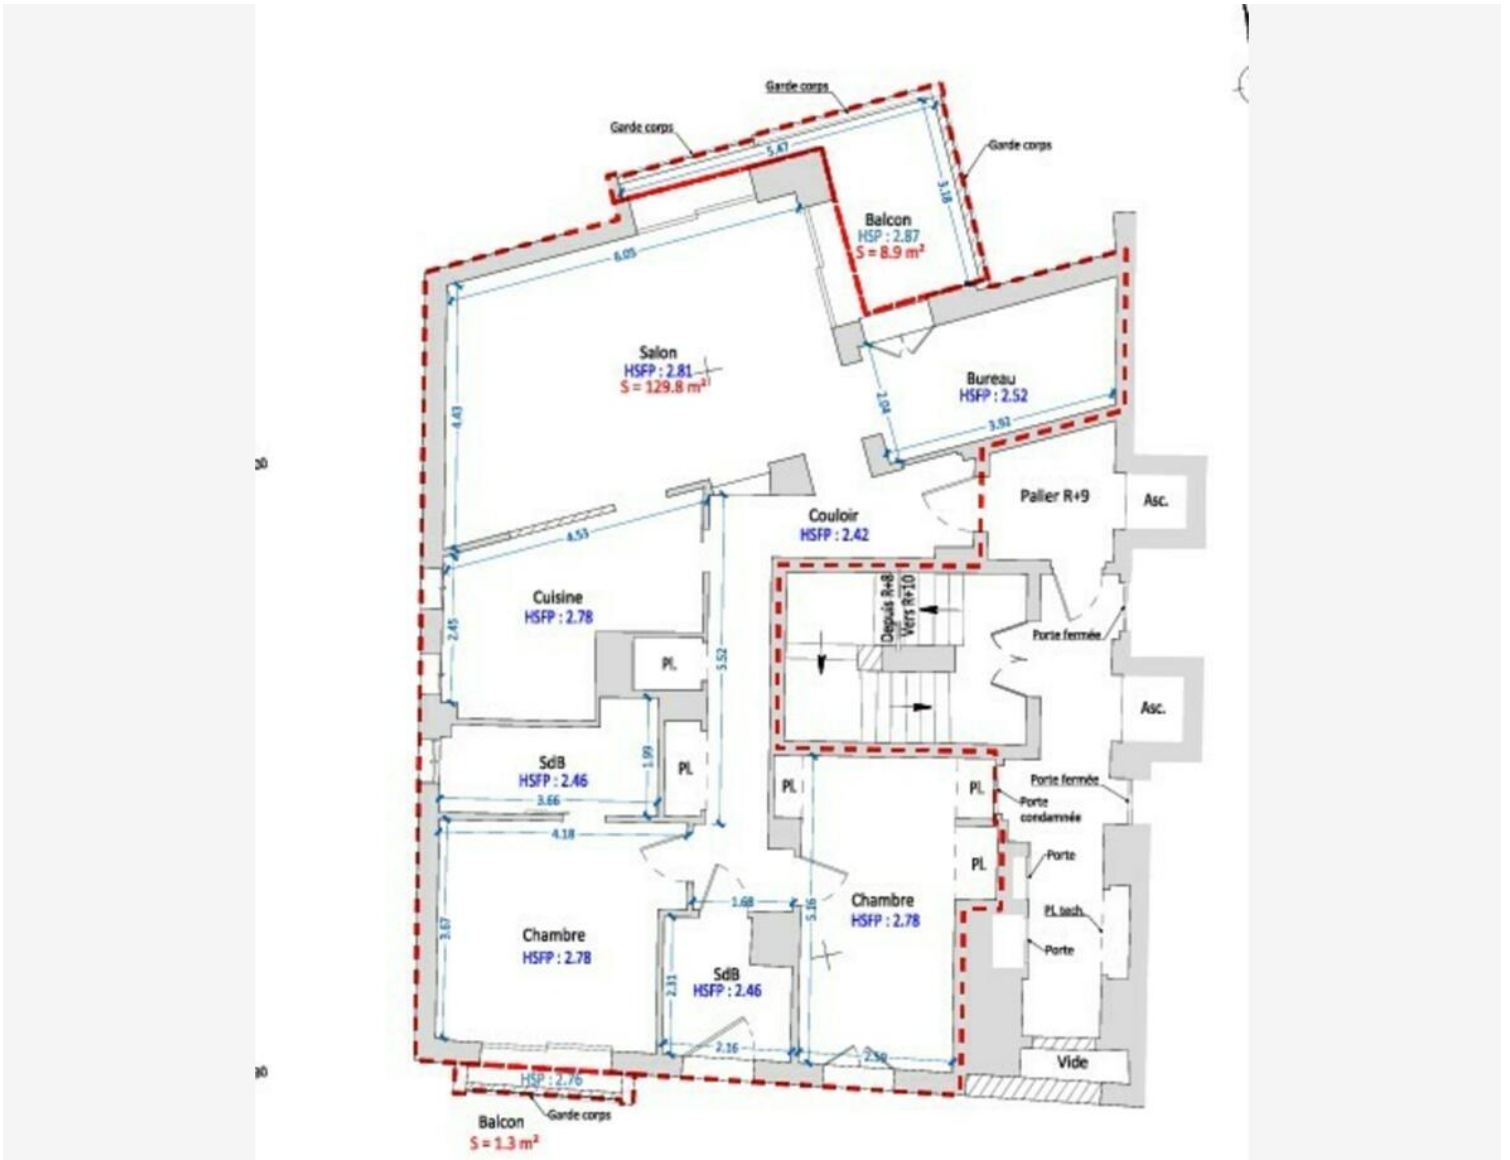 Garde corps
Garde corps
Garde corps
5.47
3.18
Balcon
HSP : 2.87
S = 8.9 m²
6.05
Salon
HSFP : 2.81
S = 129.8 m²
4.43
Bureau
HSFP : 2.52
2.04
3.92
Palier R+9
Asc.
Couloir
HSFP : 2.42
4.53
Cuisine
HSFP : 2.78
2.45
Pl.
5.52
Depuis R+8
Vers R+10
Porte fermée
Asc.
SdB
HSFP : 2.46
1.99
3.66
Pl.
Pl.
Pl.
Porte fermée
Porte
condamnée
4.18
Pl.
Porte
Chambre
HSFP : 2.78
1.68
5.16
Pl. tech.
Porte
3.67
Chambre
HSFP : 2.78
SdB
HSFP : 2.46
2.31
2.16
Vide
HSP : 2.76
Garde corps
Balcon
S = 1.3 m²